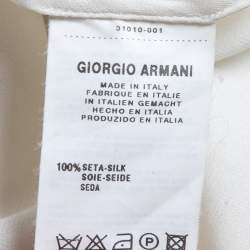 31010-001
GIORGIO ARMANI
MADE IN ITALY
FABRIQUE EN ITALIE
IN ITALIEN GEMACHT
HECHO EN ITALIA
PRODUZIDO EN ITALIA
100% SETA-SILK
SOIE-SEIDE
SEDA